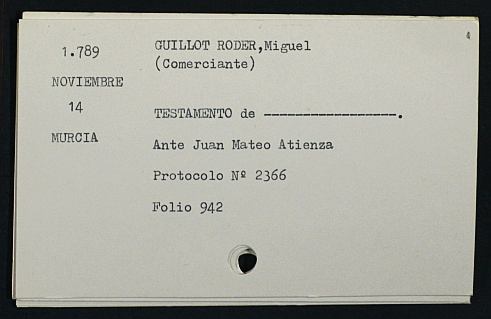 1.789
NOVIEMBRE
14
MURCIA
GUILLOT RODER,Miguel
(Comerciante)
TESTAMENTO de ------------------.
Ante Juan Mateo Atienza
Protocolo Nº 2366
Folio 942
4